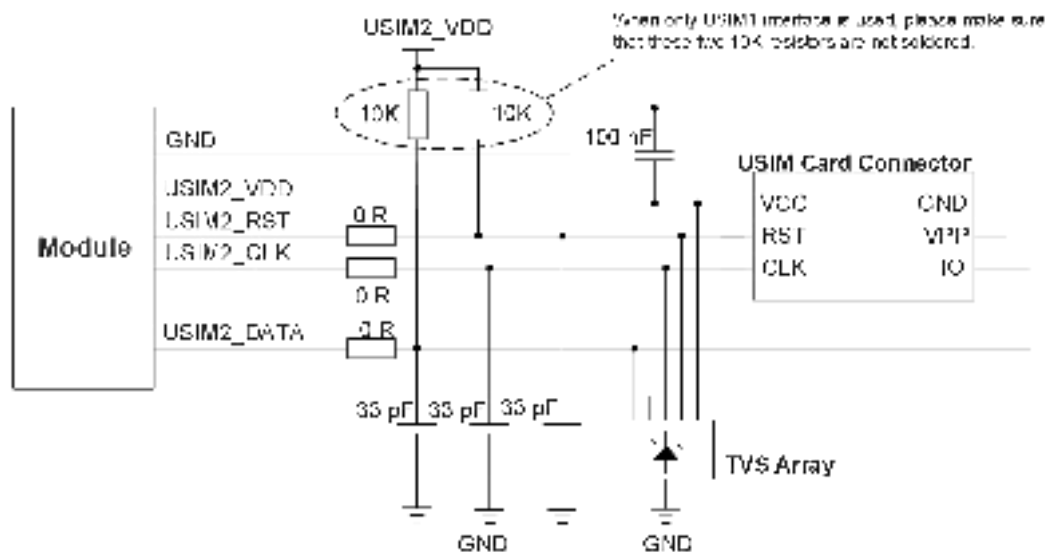 When only USIM1 interface is used, please make sure
that these two 10K resistors are not soldered.
USIM2_VDD
10K
10K
100 nF
GND
USIM Card Connector
USIM2_VDD
VCC
GND
USIM2_RST
0 R
RST
VPP
Module
USIM2_CLK
CLK
IO
0 R
USIM2_DATA
0 R
33 pF
33 pF
33 pF
TVS Array
GND
GND